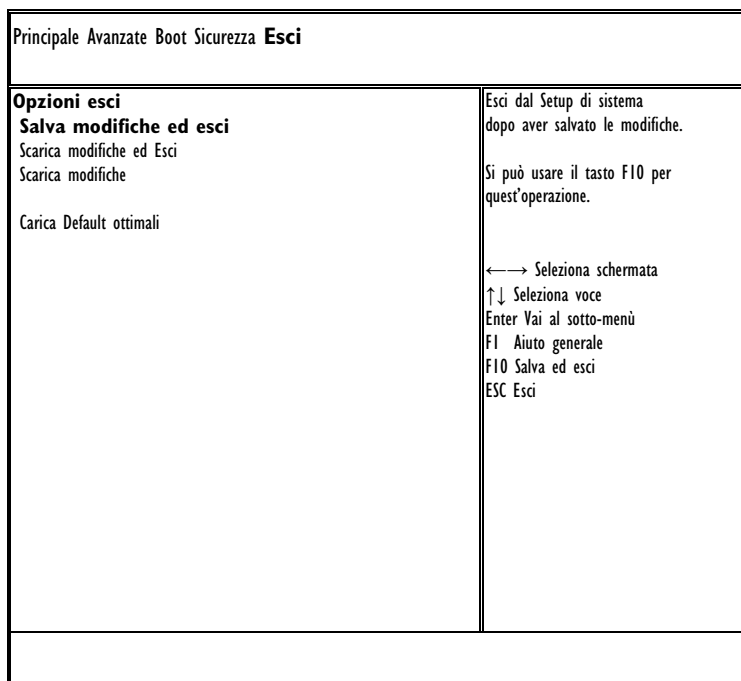 Principale Avanzate Boot Sicurezza Esci
Opzioni esci
Salva modifiche ed esci
Scarica modifiche ed Esci
Scarica modifiche
Carica Default ottimali
Esci dal Setup di sistema
dopo aver salvato le modifiche.
Si può usare il tasto F10 per
quest'operazione.
←→ Seleziona schermata
↑↓ Seleziona voce
Enter Vai al sotto-menù
F1 Aiuto generale
F10 Salva ed esci
ESC Esci